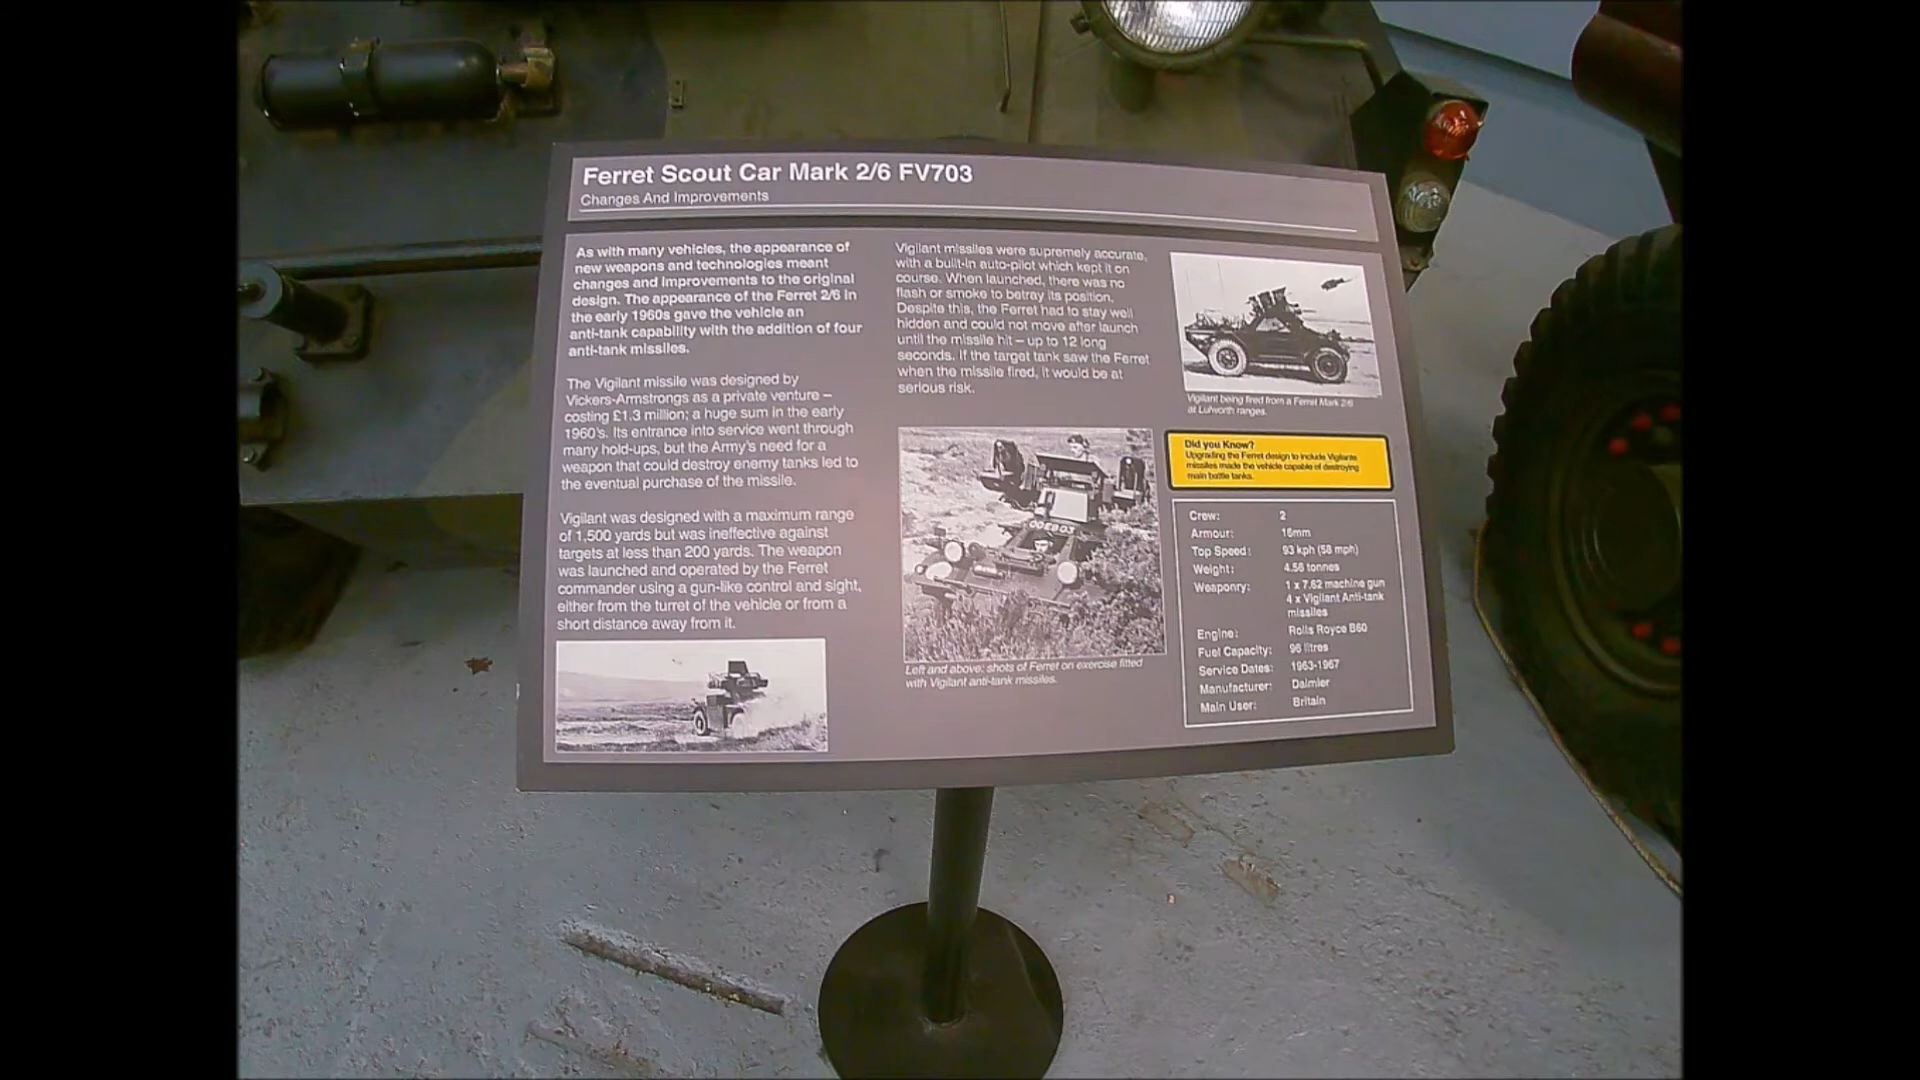 Ferret Scout Car Mark 2/6 FV703
Changes And Improvements
As with many vehicles, the appearance of
new weapons and technologies meant
changes and improvements to the original
design. The appearance of the Ferret 2/6 in
the early 1960s gave the vehicle an
anti-tank capability with the addition of four
anti-tank missiles.
The Vigilant missile was designed by
Vickers-Armstrongs as a private venture –
costing £1.3 million; a huge sum in the early
1960's. Its entrance into service went through
many hold-ups, but the Army's need for a
weapon that could destroy enemy tanks led to
the eventual purchase of the missile.
Vigilant was designed with a maximum range
of 1,500 yards but was ineffective against
targets at less than 200 yards. The weapon
was launched and operated by the Ferret
commander using a gun-like control and sight,
either from the turret of the vehicle or from a
short distance away from it.
Vigilant missiles were supremely accurate,
with a built-in auto-pilot which kept it on
course. When launched, there was no
flash or smoke to betray its position.
Despite this, the Ferret had to stay well
hidden and could not move after launch
until the missile hit – up to 12 long
seconds. If the target tank saw the Ferret
when the missile fired, it would be at
serious risk.
00EB03
Left and above: shots of Ferret on exercise fitted
with Vigilant anti-tank missiles.
Vigilant being fired from a Ferret Mark 2/6
at Lulworth ranges.
Did you Know?
Upgrading the Ferret design to include Vigilante
missiles made the vehicle capable of destroying
main battle tanks.
Crew: 2
Armour: 16mm
Top Speed: 93 kph (58 mph)
Weight: 4.56 tonnes
Weaponry: 1 x 7.62 machine gun
4 x Vigilant Anti-tank
missiles
Engine: Rolls Royce B60
Fuel Capacity: 96 litres
Service Dates: 1963-1967
Manufacturer: Daimler
Main User: Britain